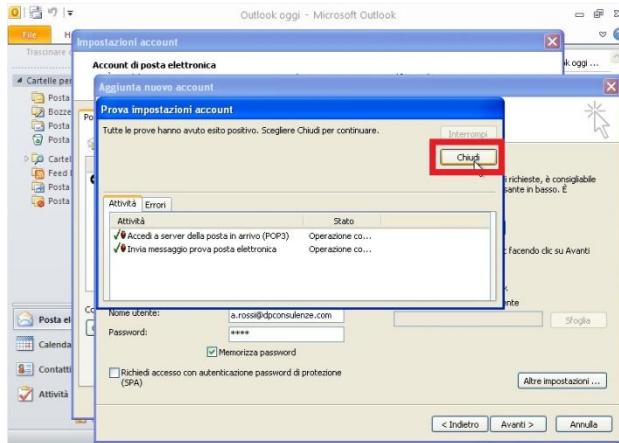 Outlook oggi - Microsoft Outlook
File
Impostazioni account
Trascinare
Account di posta elettronica
ok oggi ...
Cartelle per
Aggiunta nuovo account
Posta
Bozze
Posta
Posta
Cartel
Feed
Posta
Posta
Prova impostazioni account
Tutte le prove hanno avuto esito positivo. Scegliere Chiudi per continuare.
Interrompi
Chiudi
i richieste, è consigliabile
sante in basso. È
Attività Errori
Attività Stato
Accedi a server della posta in arrivo (POP3) Operazione co...
Invia messaggio prova posta elettronica Operazione co...
facendo clic su Avanti
Nome utente: a.rossi@dpconsulenze.com
Sfoglia
Password: ****
Memorizza password
Richiedi accesso con autenticazione password di protezione
(SPA)
Altre impostazioni ...
Posta el
Calenda
Contatti
Attività
< Indietro Avanti > Annulla